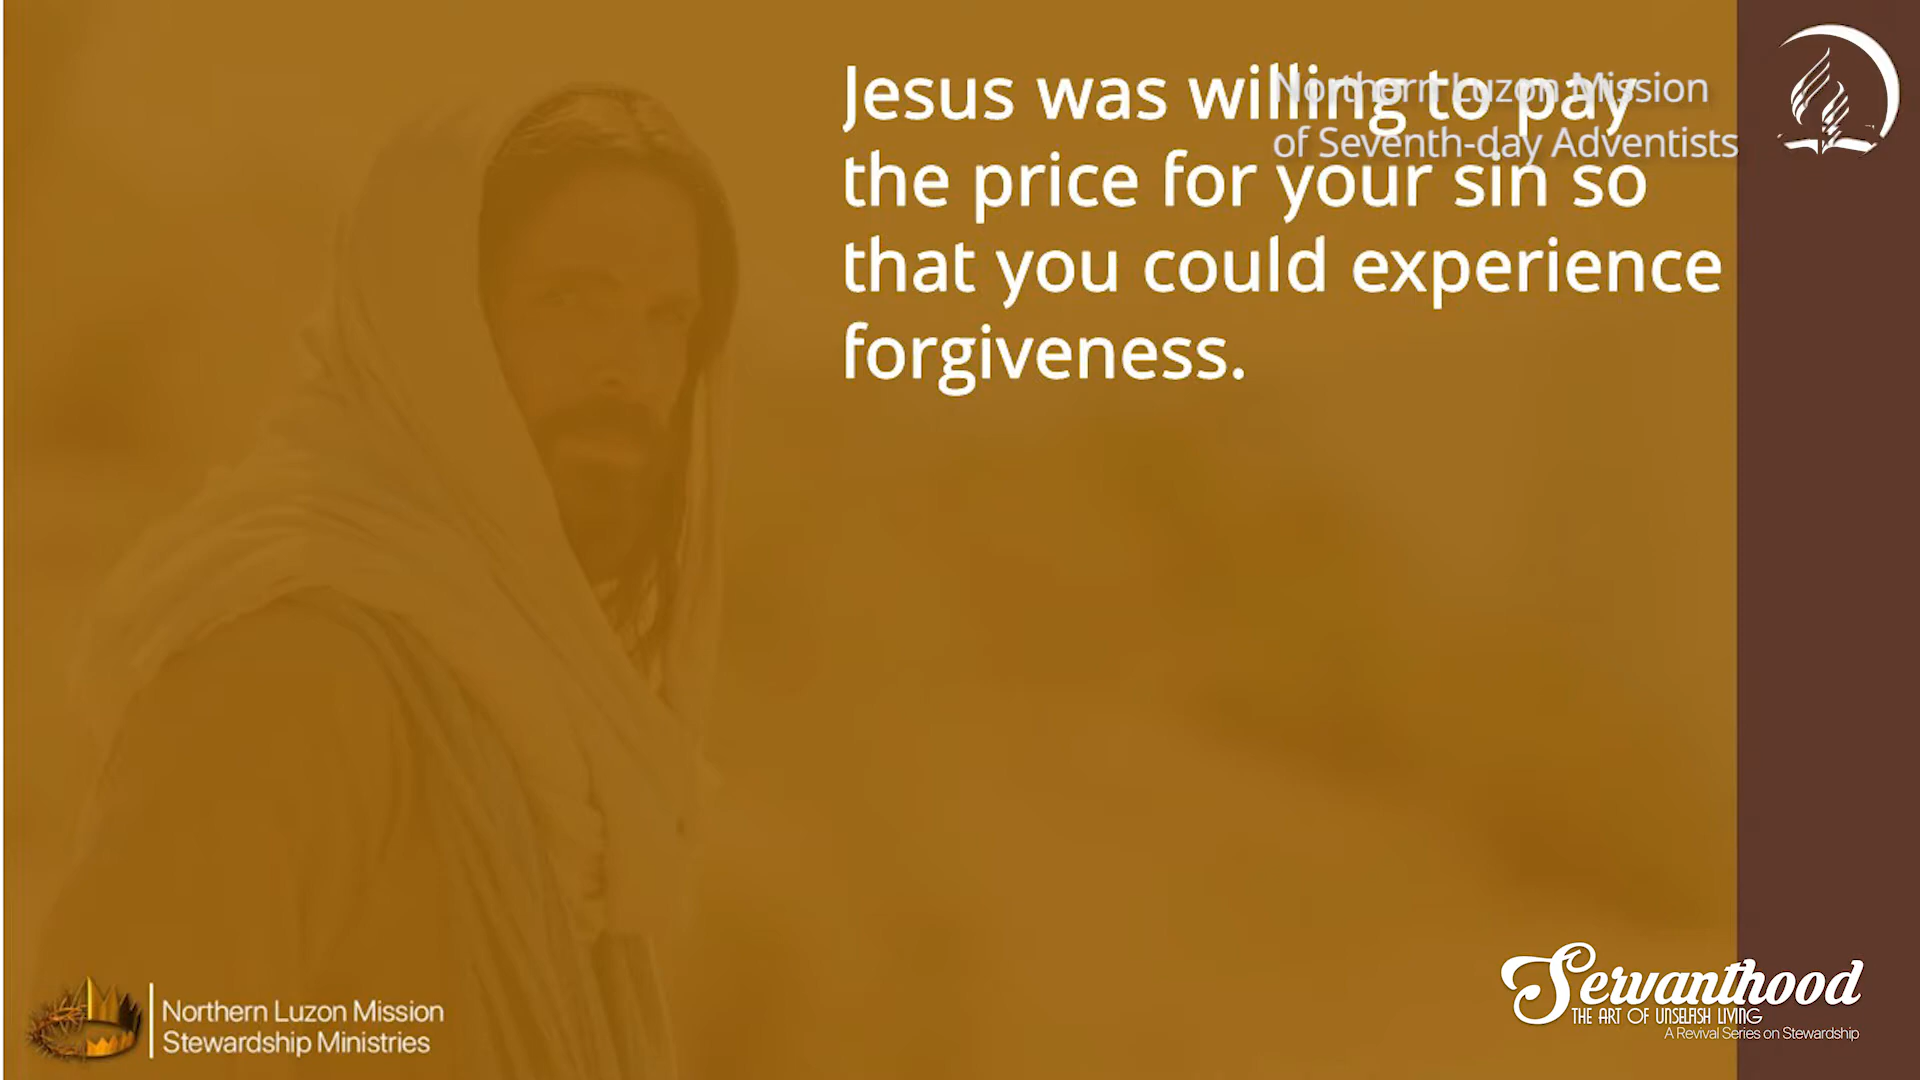 Jesus was willing to pay
the price for your sin so
that you could experience
forgiveness.
Northern Luzon Mission
of Seventh-day Adventists
Northern Luzon Mission
Stewardship Ministries
Servanthood
THE ART OF UNSELFISH LIVING
A Revival Series on Stewardship